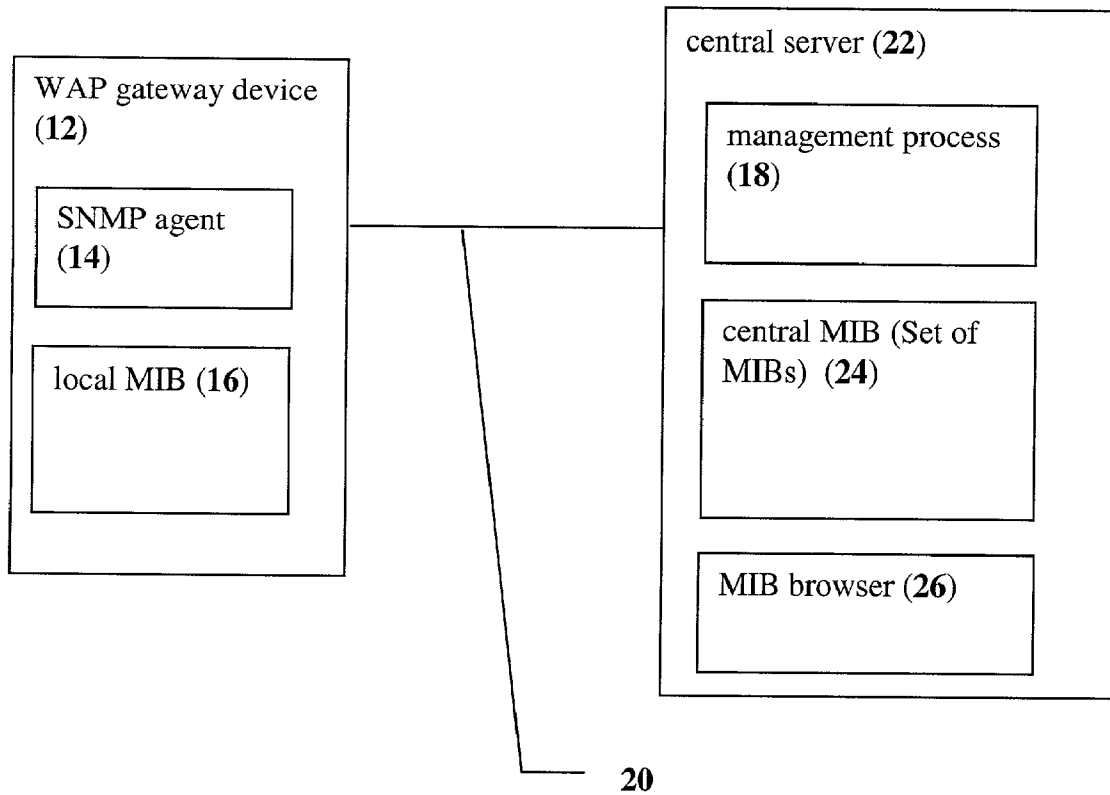 WAP gateway device
(12)
SNMP agent
(14)
local MIB (16)
central server (22)
management process
(18)
central MIB (Set of
MIBs) (24)
MIB browser (26)
20